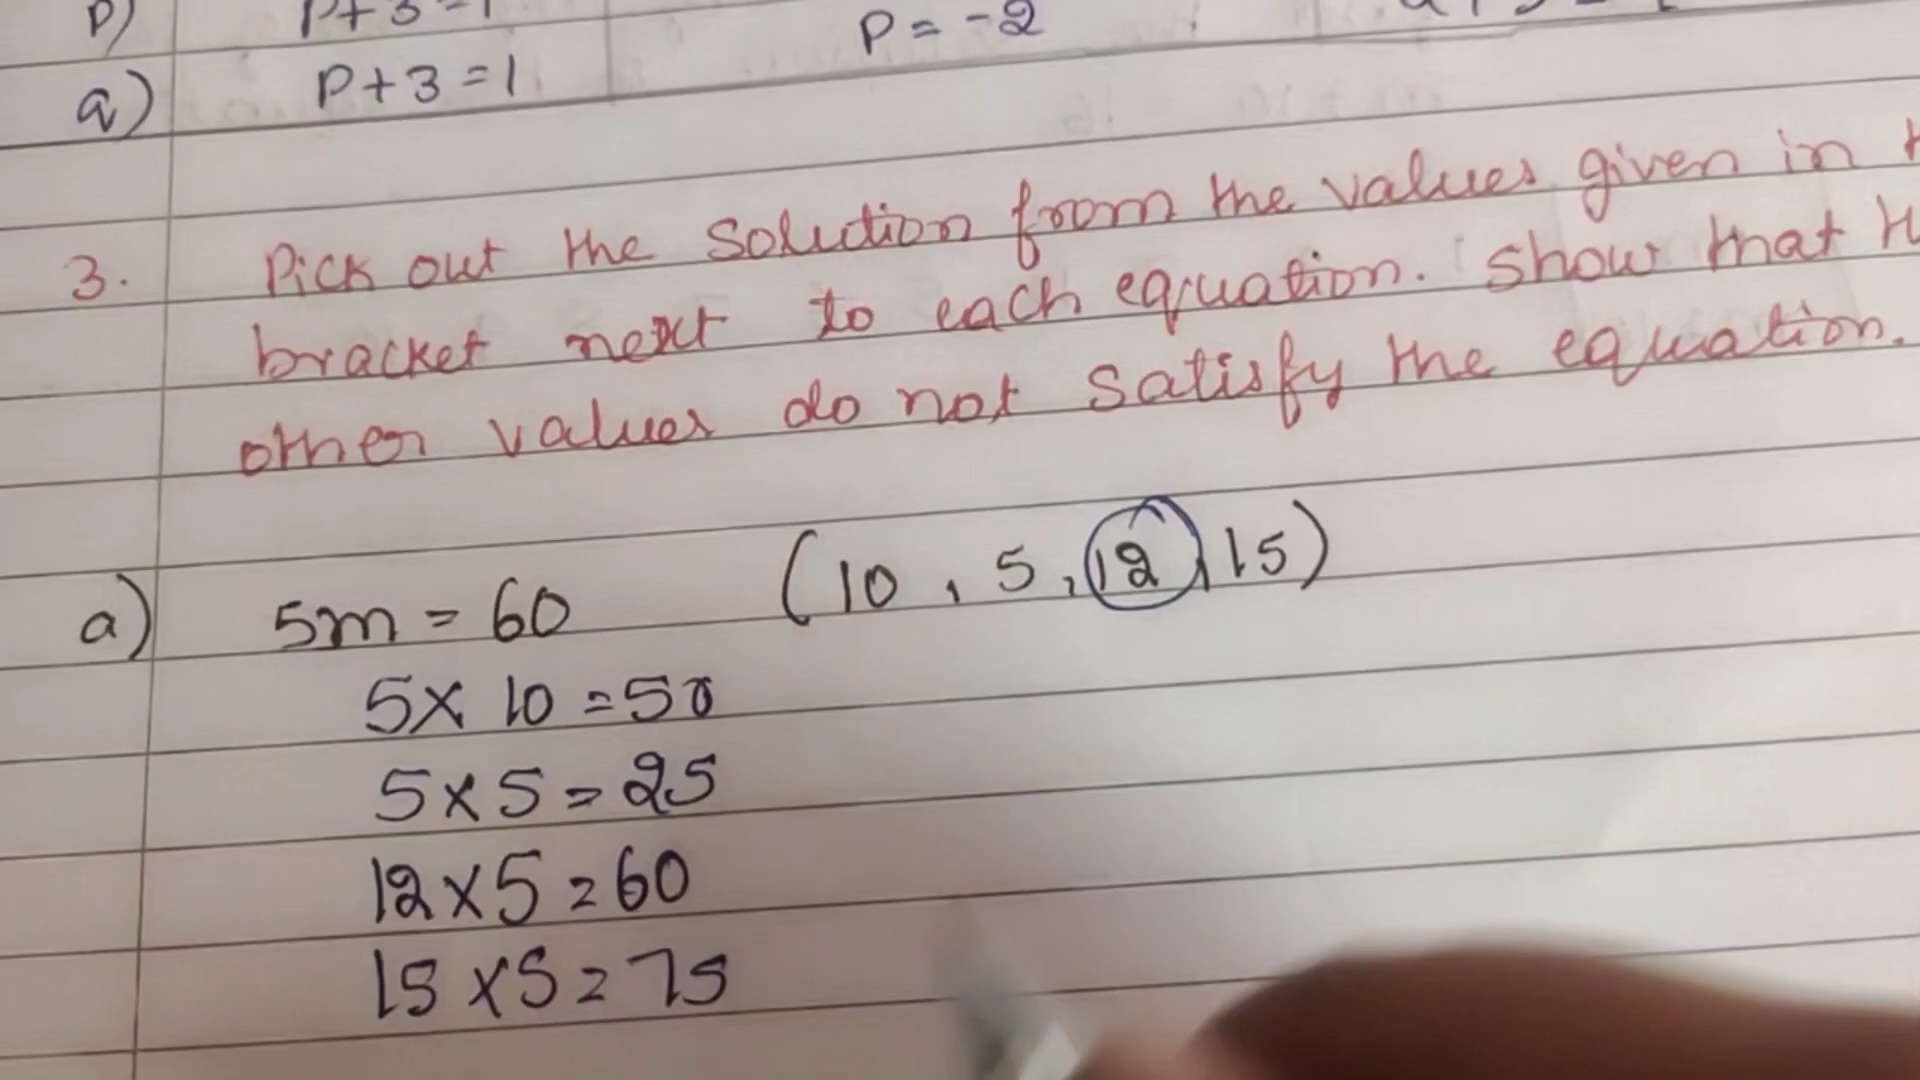 p) P+3=1
q) P+3=1 P=-2
3. Pick out the solution from the values given in
bracket next to each equation. Show that
other values do not satisfy the equation.
a) 5m = 60 (10, 5, 12, 15)
5× 10 =50
5×5=25
12×5=60
15×5=75